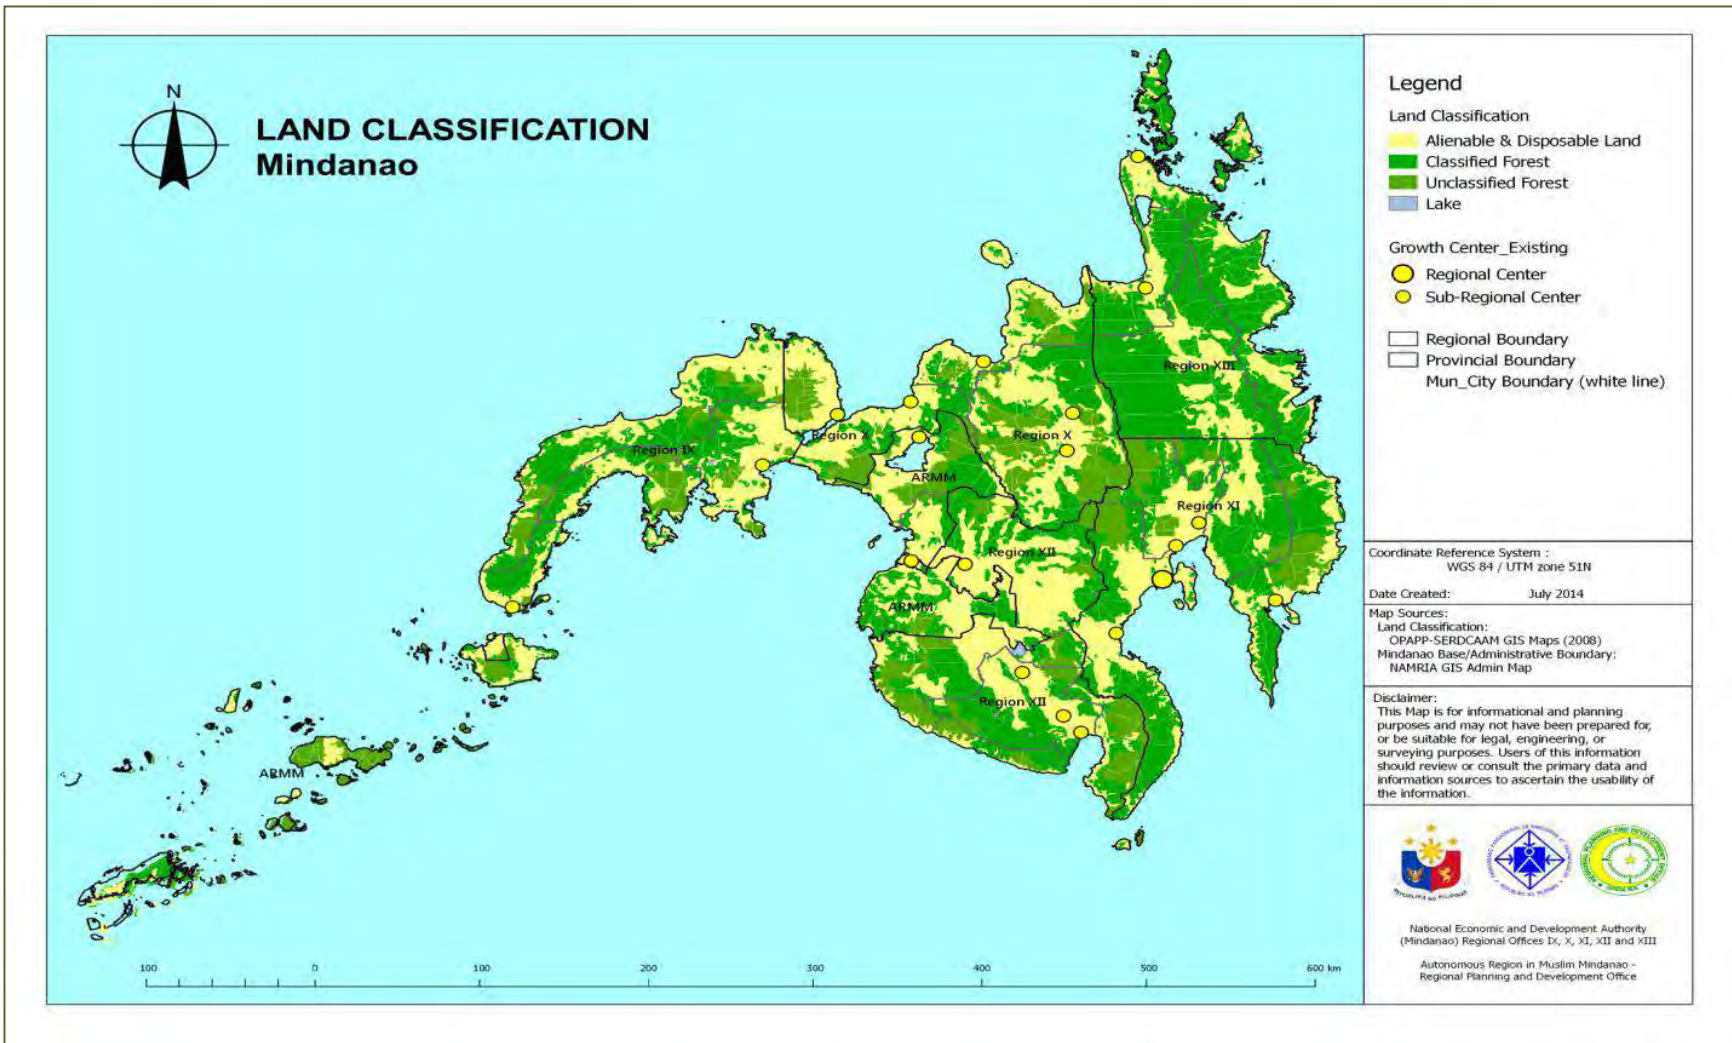 N
LAND CLASSIFICATION
Mindanao
Region XIII
Region X
Region X
Region IX
ARMM
Region XI
Region XII
ARMM
Region XII
ARMM
100
0
100
200
300
400
500
600 km
Legend
Land Classification
Alienable & Disposable Land
Classified Forest
Unclassified Forest
Lake
Growth Center_Existing
Regional Center
Sub-Regional Center
Regional Boundary
Provincial Boundary
Mun_City Boundary (white line)
Coordinate Reference System :
WGS 84 / UTM zone 51N
Date Created: July 2014
Map Sources:
Land Classification:
OPAPP-SERDCAAM GIS Maps (2008)
Mindanao Base/Administrative Boundary:
NAMRIA GIS Admin Map
Disclaimer:
This Map is for informational and planning
purposes and may not have been prepared for,
or be suitable for legal, engineering, or
surveying purposes. Users of this information
should review or consult the primary data and
information sources to ascertain the usability of
the information.
REPUBLIKA NG PILIPINAS
National Economic and Development Authority
(Mindanao) Regional Offices IX, X, XI, XII and XIII
Autonomous Region in Muslim Mindanao -
Regional Planning and Development Office